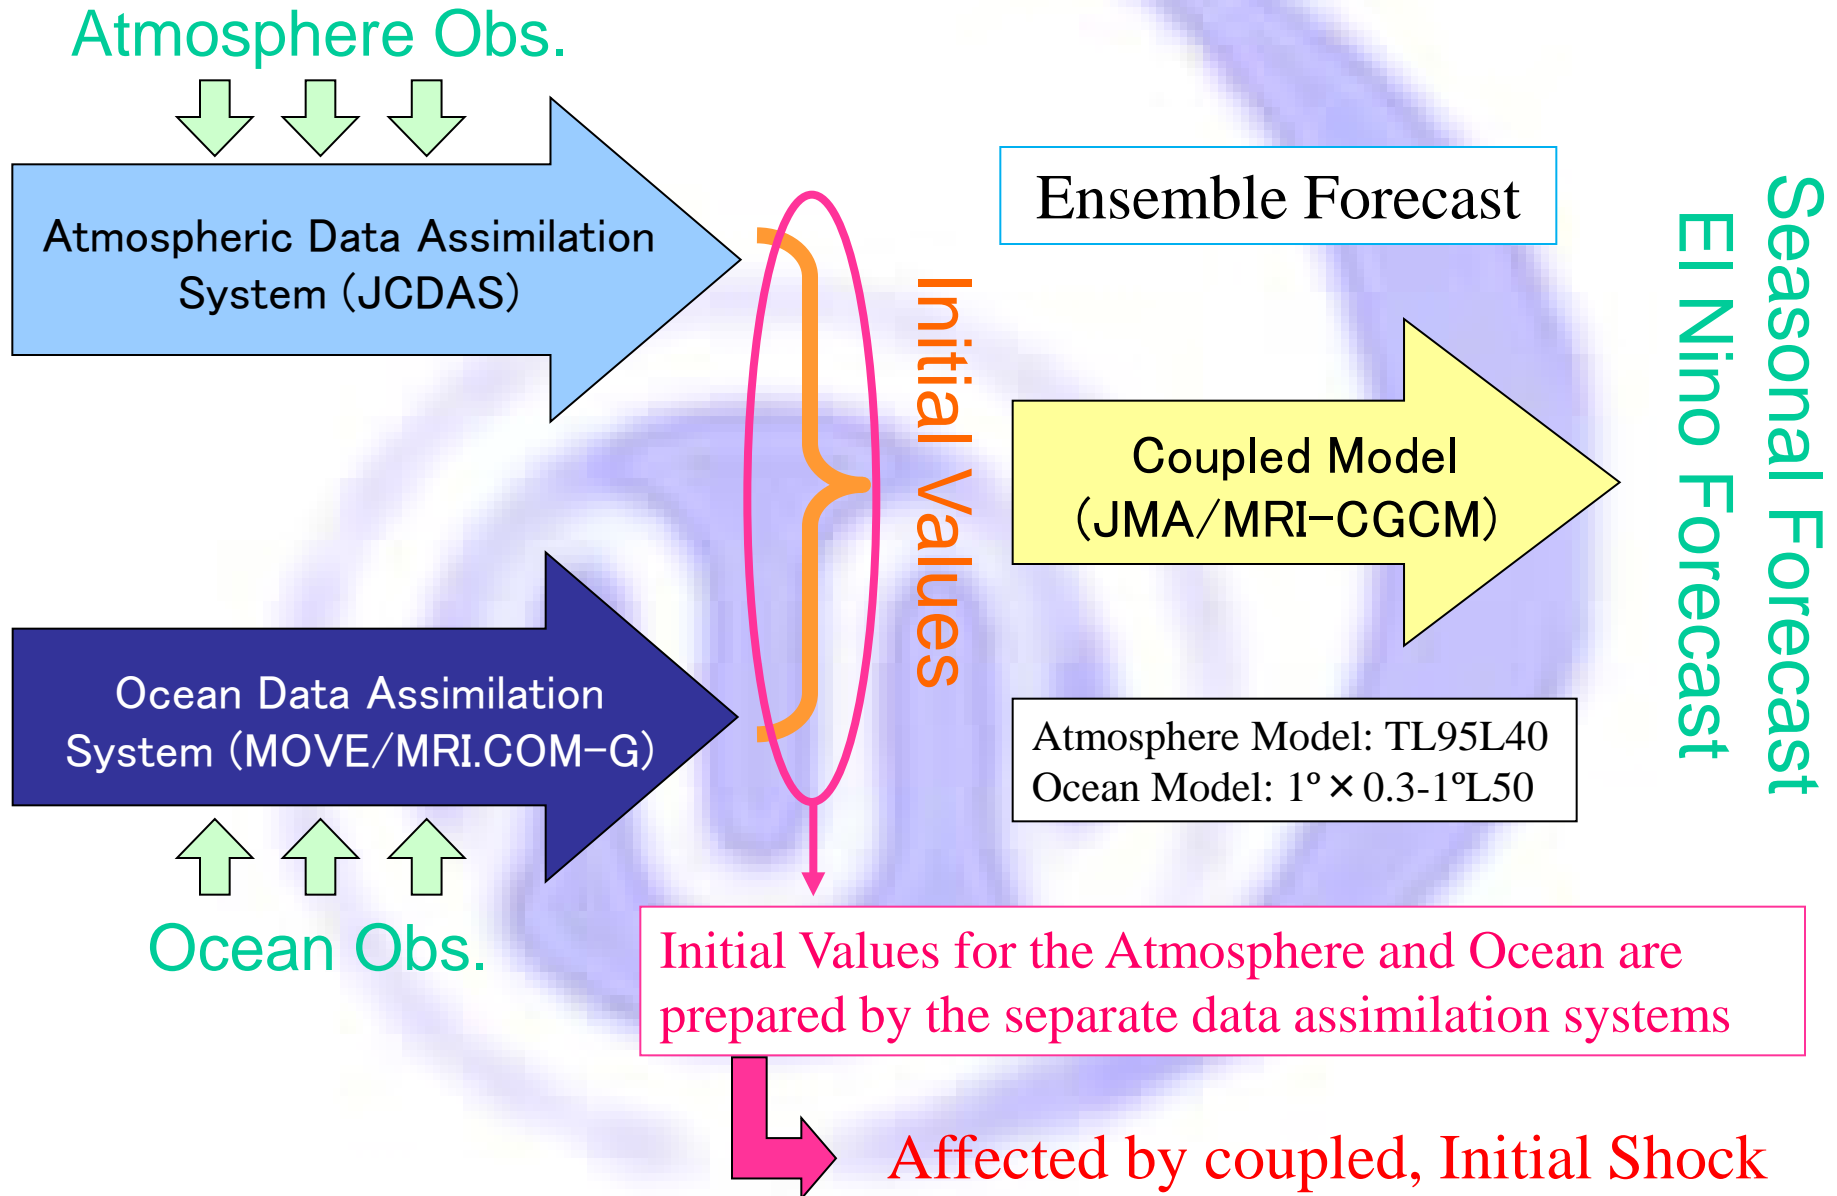 Atmosphere Obs.
Atmospheric Data Assimilation
System (JCDAS)
Ocean Data Assimilation
System (MOVE/MRI.COM-G)
Ocean Obs.
Initial Values
Ensemble Forecast
Coupled Model
(JMA/MRI-CGCM)
Atmosphere Model: TL95L40
Ocean Model: 1º×0.3-1ºL50
Seasonal Forecast
El Nino Forecast
Initial Values for the Atmosphere and Ocean are
prepared by the separate data assimilation systems
Affected by coupled, Initial Shock